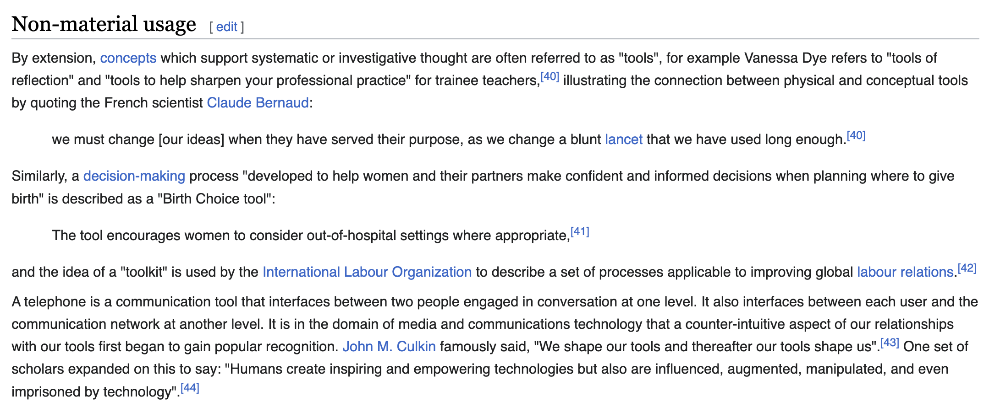 Non-material usage [ edit ]
By extension, concepts which support systematic or investigative thought are often referred to as "tools", for example Vanessa Dye refers to "tools of
reflection" and "tools to help sharpen your professional practice" for trainee teachers,[40] illustrating the connection between physical and conceptual tools
by quoting the French scientist Claude Bernaud:
we must change [our ideas] when they have served their purpose, as we change a blunt lancet that we have used long enough.[40]
Similarly, a decision-making process "developed to help women and their partners make confident and informed decisions when planning where to give
birth" is described as a "Birth Choice tool":
The tool encourages women to consider out-of-hospital settings where appropriate,[41]
and the idea of a "toolkit" is used by the International Labour Organization to describe a set of processes applicable to improving global labour relations.[42]
A telephone is a communication tool that interfaces between two people engaged in conversation at one level. It also interfaces between each user and the
communication network at another level. It is in the domain of media and communications technology that a counter-intuitive aspect of our relationships
with our tools first began to gain popular recognition. John M. Culkin famously said, "We shape our tools and thereafter our tools shape us".[43] One set of
scholars expanded on this to say: "Humans create inspiring and empowering technologies but also are influenced, augmented, manipulated, and even
imprisoned by technology".[44]